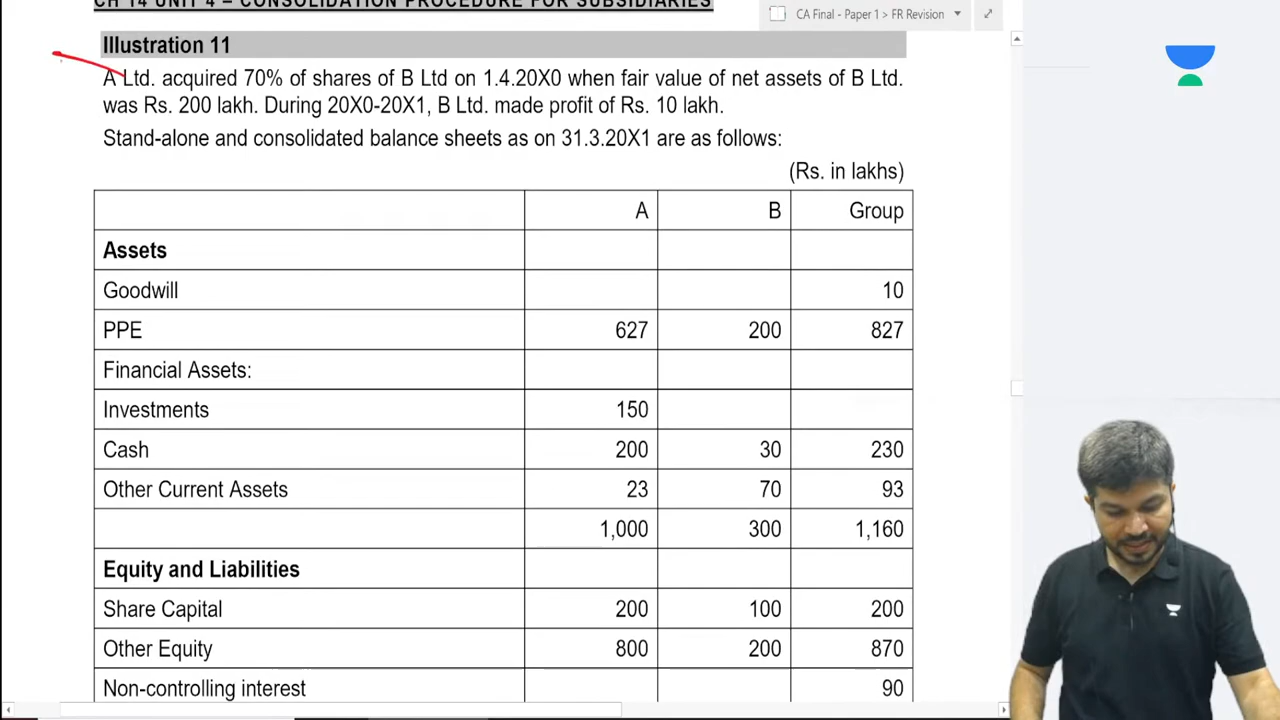 CH 14 UNIT 4 – CONSOLIDATION PROCEDURE FOR SUBSIDIARIES
CA Final - Paper 1 > FR Revision
Illustration 11
A Ltd. acquired 70% of shares of B Ltd on 1.4.20X0 when fair value of net assets of B Ltd.
was Rs. 200 lakh. During 20X0-20X1, B Ltd. made profit of Rs. 10 lakh.
Stand-alone and consolidated balance sheets as on 31.3.20X1 are as follows:
(Rs. in lakhs)
A B Group
Assets
Goodwill 10
PPE 627 200 827
Financial Assets:
Investments 150
Cash 200 30 230
Other Current Assets 23 70 93
1,000 300 1,160
Equity and Liabilities
Share Capital 200 100 200
Other Equity 800 200 870
Non-controlling interest 90